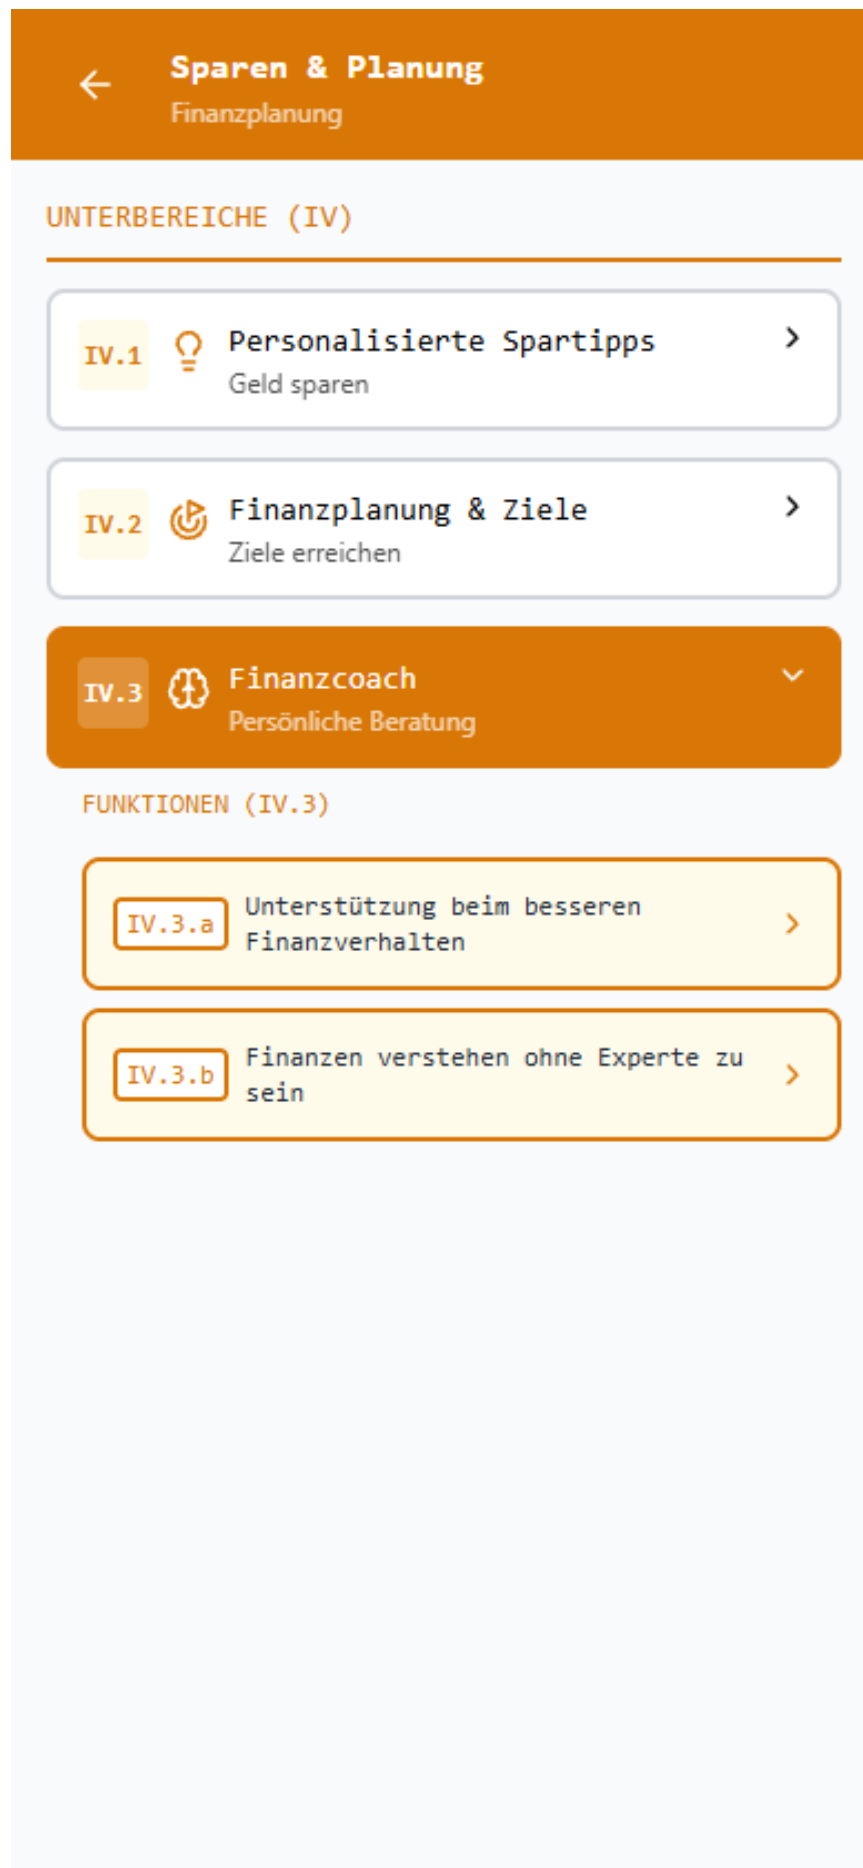 Sparen & Planung
Finanzplanung
UNTERBEREICHE (IV)
IV.1
Personalisierte Spartipps
Geld sparen
IV.2
Finanzplanung & Ziele
Ziele erreichen
IV.3
Finanzcoach
Persönliche Beratung
FUNKTIONEN (IV.3)
IV.3.a
Unterstützung beim besseren
Finanzverhalten
IV.3.b
Finanzen verstehen ohne Experte zu
sein